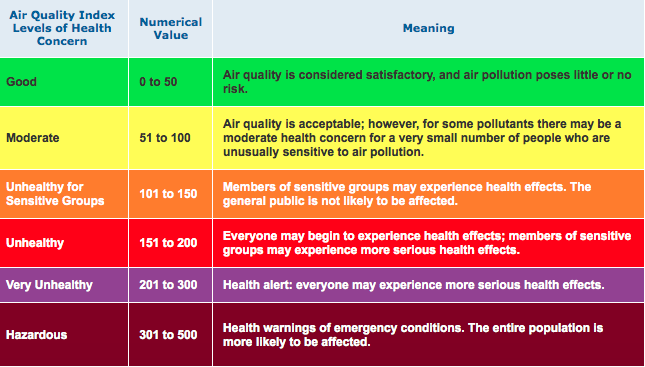 Air Quality Index
Levels of Health
Concern
Numerical
Value
Meaning
Good
0 to 50
Air quality is considered satisfactory, and air pollution poses little or no
risk.
Moderate
51 to 100
Air quality is acceptable; however, for some pollutants there may be a
moderate health concern for a very small number of people who are
unusually sensitive to air pollution.
Unhealthy for
Sensitive Groups
101 to 150
Members of sensitive groups may experience health effects. The
general public is not likely to be affected.
Unhealthy
151 to 200
Everyone may begin to experience health effects; members of sensitive
groups may experience more serious health effects.
Very Unhealthy
201 to 300
Health alert: everyone may experience more serious health effects.
Hazardous
301 to 500
Health warnings of emergency conditions. The entire population is
more likely to be affected.